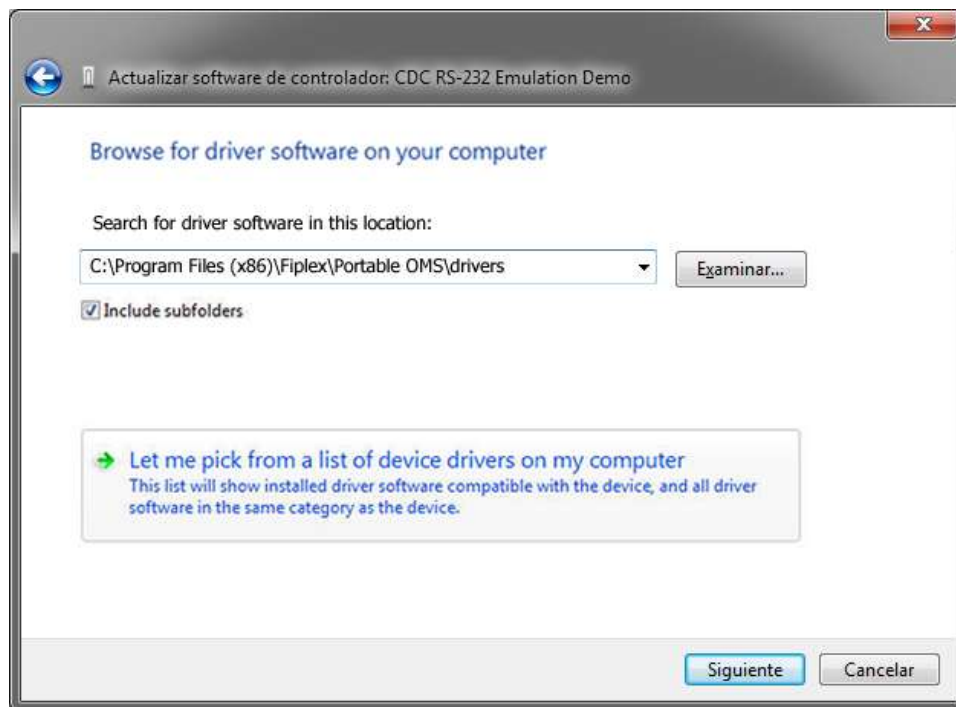 Actualizar software de controlador: CDC RS-232 Emulation Demo
Browse for driver software on your computer
Search for driver software in this location:
C:\Program Files (x86)\Fiplex\Portable OMS\drivers
Examinar...
Include subfolders
Let me pick from a list of device drivers on my computer
This list will show installed driver software compatible with the device, and all driver
software in the same category as the device.
Siguiente
Cancelar